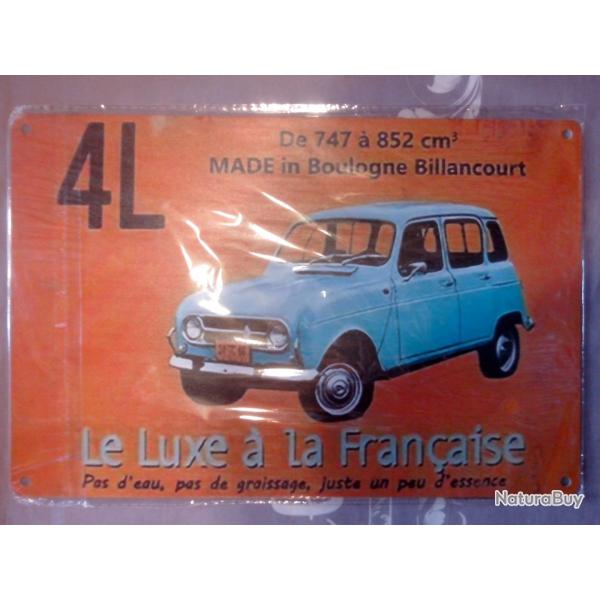 4L
De 747 à 852 cm³
MADE in Boulogne Billancourt
Le Luxe à la Française
Pas d'eau, pas de graissage, juste un peu d'essence
NaturaBuy